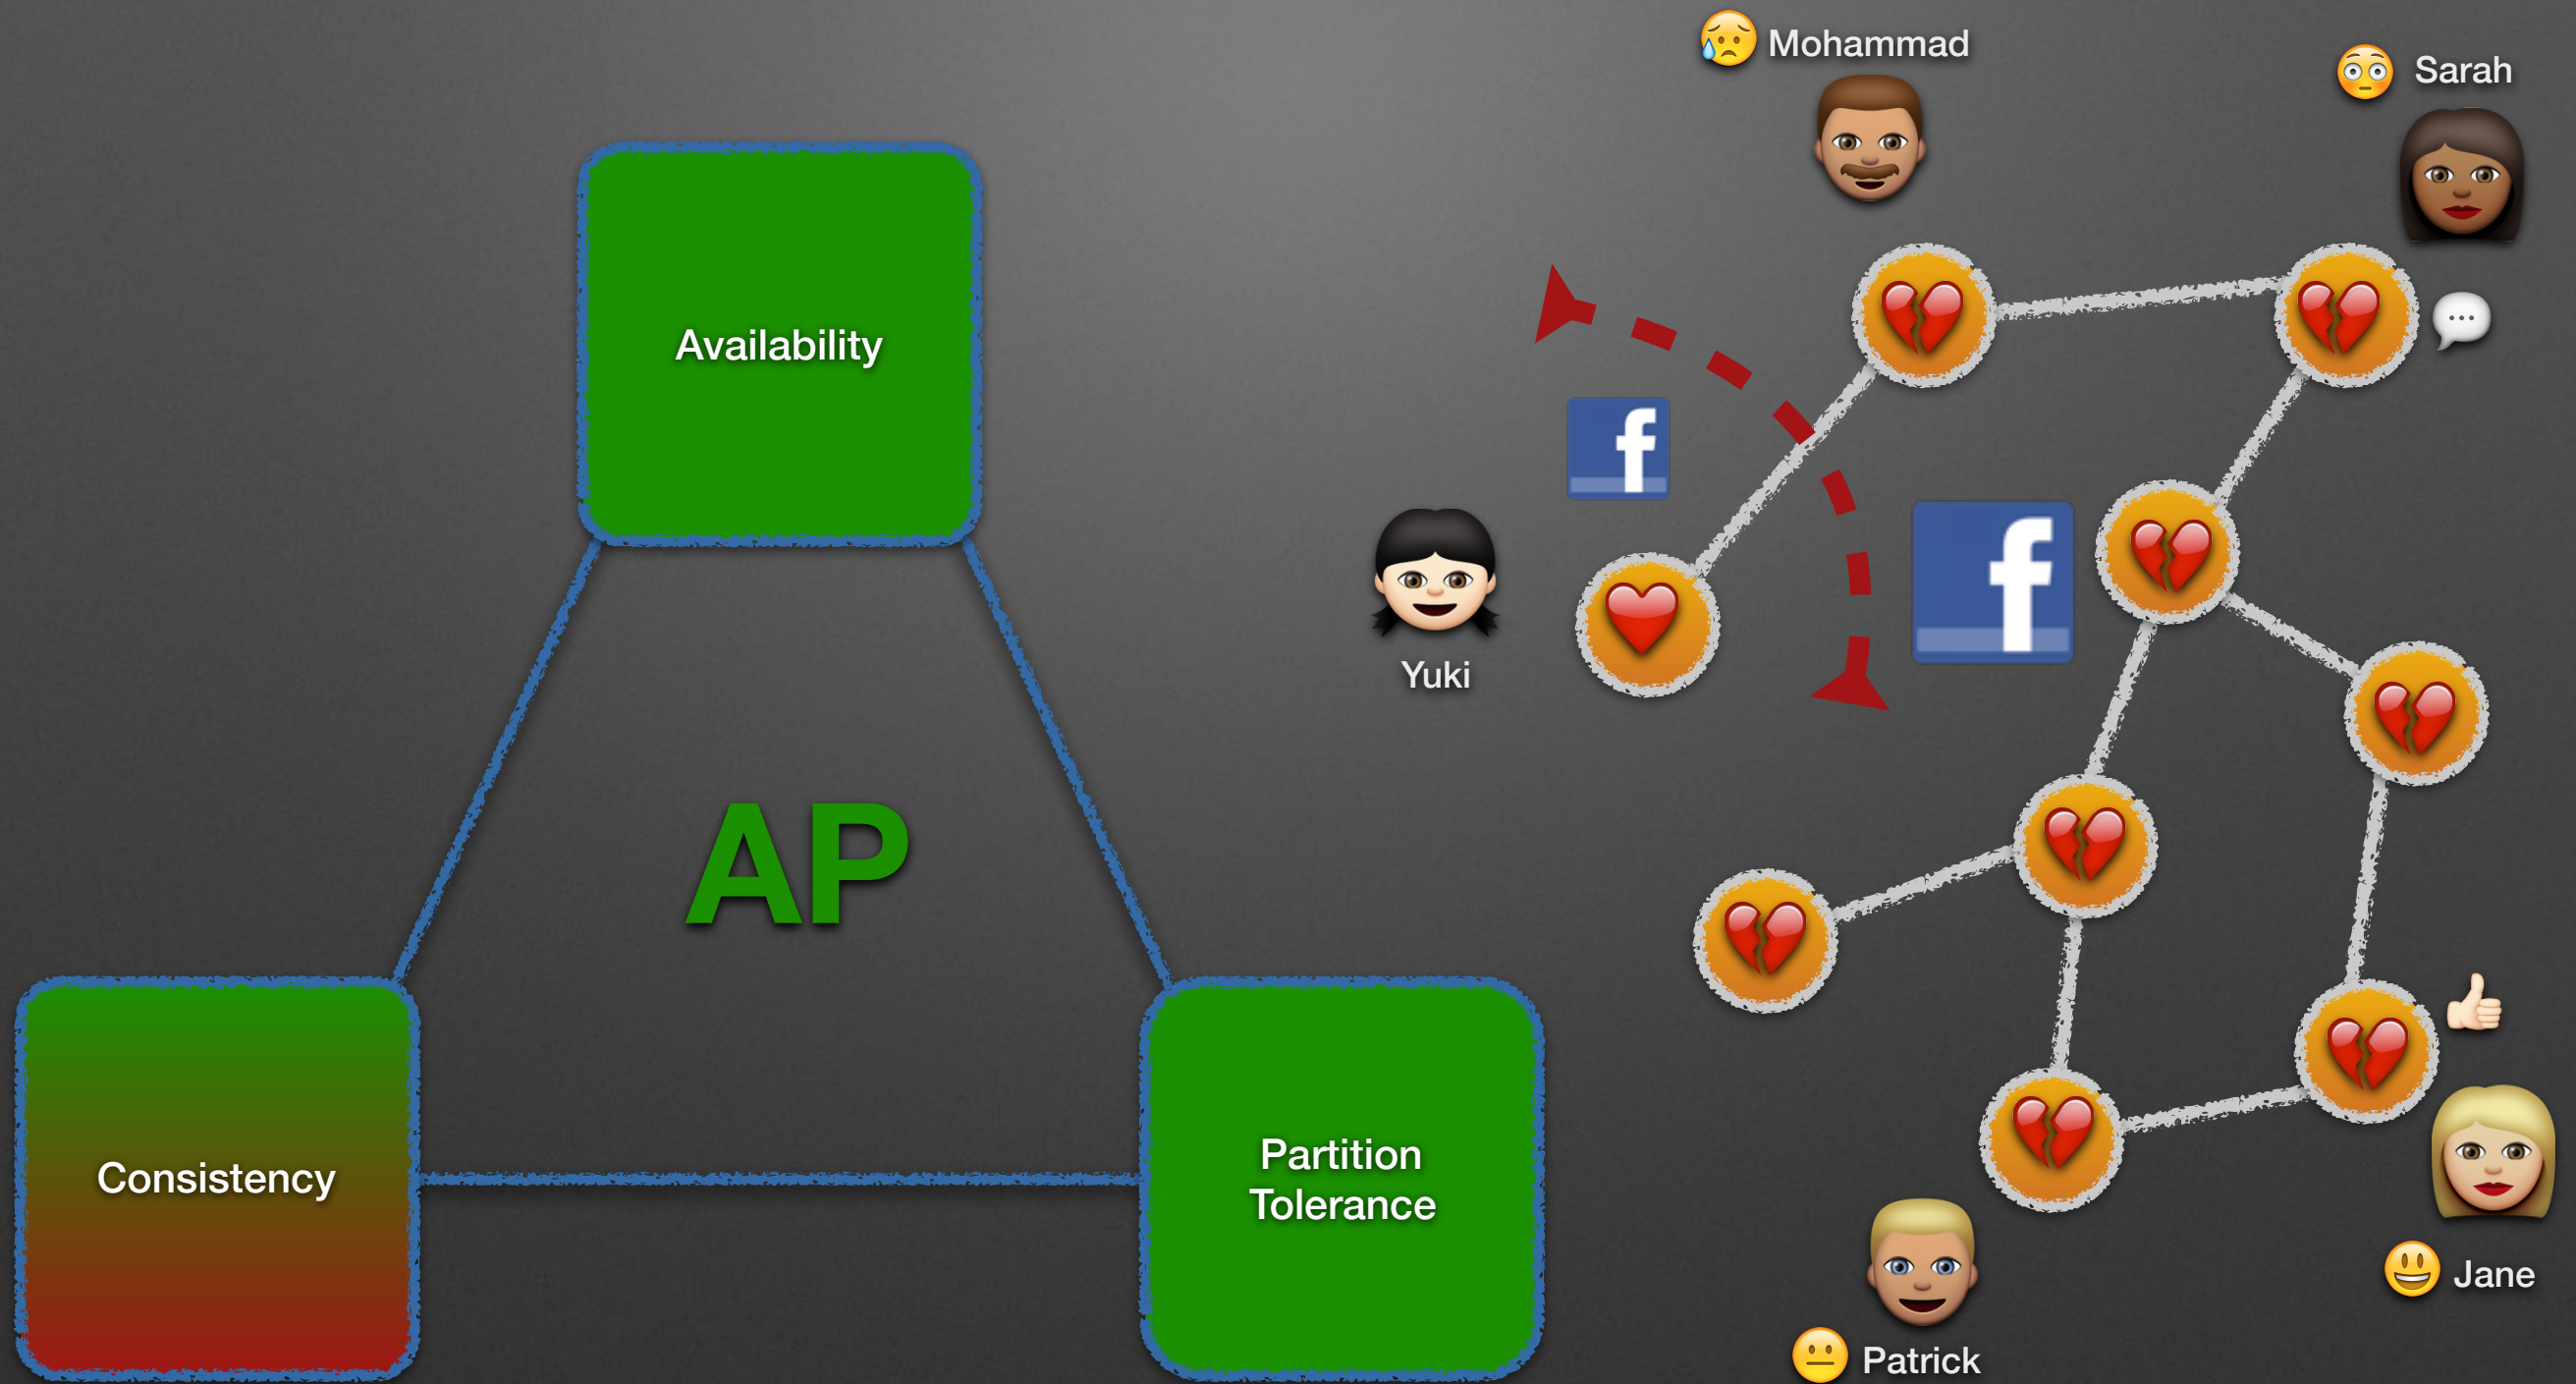 Mohammad
Sarah
Availability
f
f
Yuki
AP
Consistency
Partition
Tolerance
Jane
Patrick